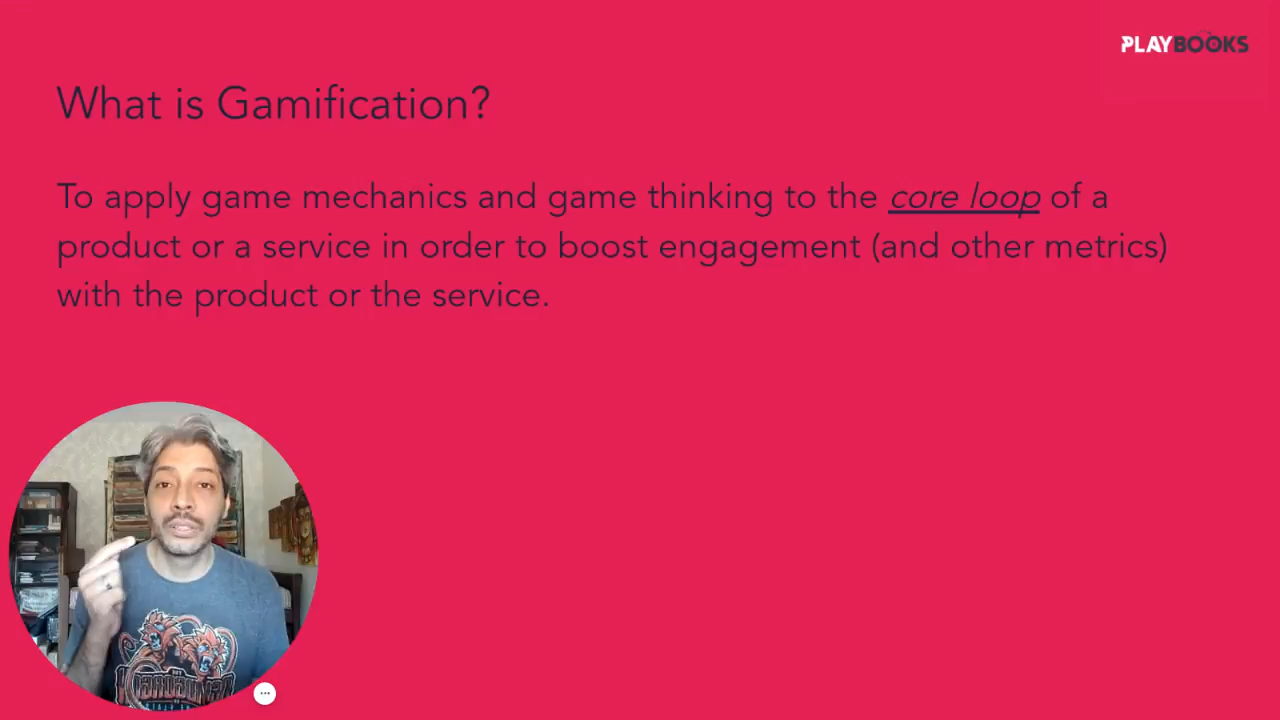 PLAYBOOKS
What is Gamification?
To apply game mechanics and game thinking to the core loop of a
product or a service in order to boost engagement (and other metrics)
with the product or the service.